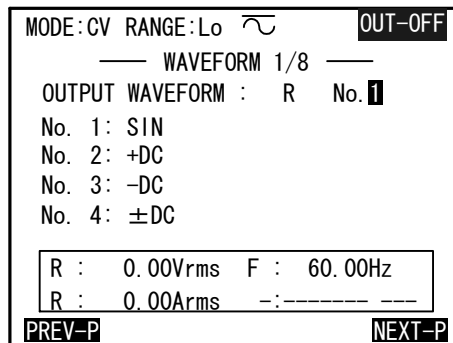 MODE:CV RANGE:Lo OUT-OFF
WAVEFORM 1/8
OUTPUT WAVEFORM : R No.1
No. 1: SIN
No. 2: +DC
No. 3: -DC
No. 4: ±DC
R : 0.00Vrms F : 60.00Hz
R : 0.00Arms -:------- ---
PREV-P NEXT-P